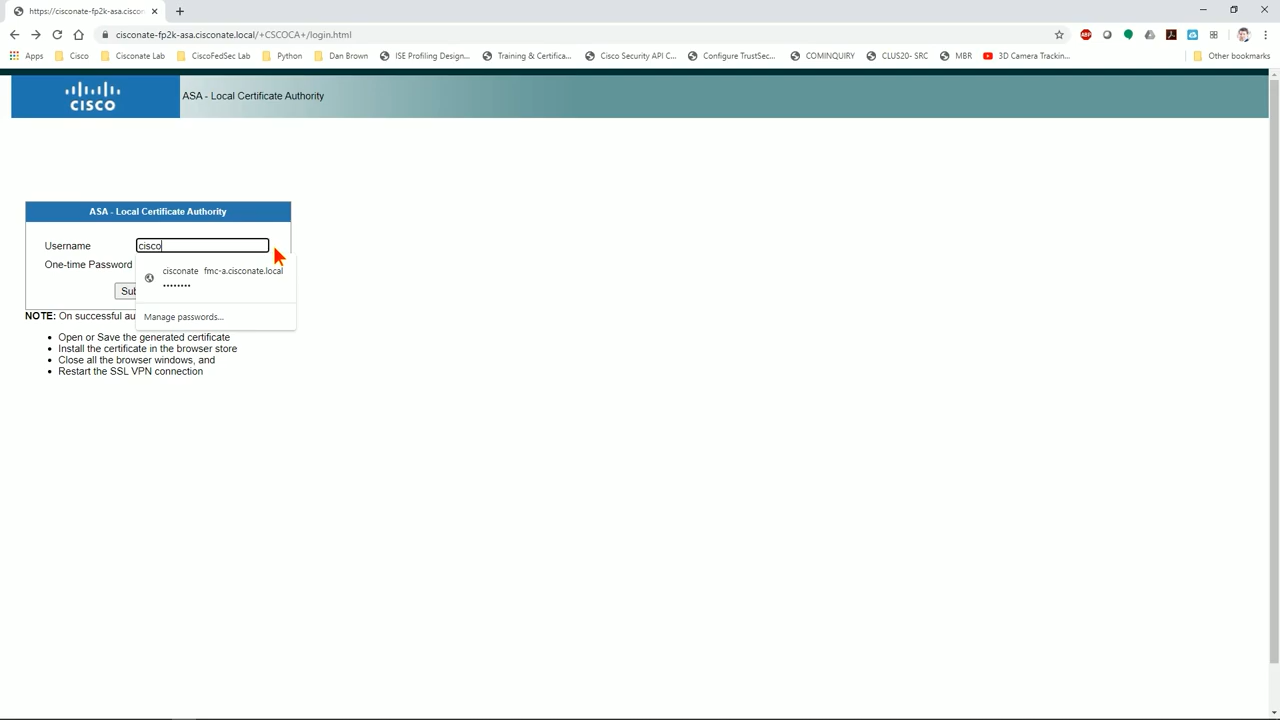 https://cisconate-fp2k-asa.ciscon
cisconate-fp2k-asa.cisconate.local/+CSCOCA+/login.html
Apps Cisco Cisconate Lab CiscoFedSec Lab Python Dan Brown ISE Profiling Design... Training & Certifica... Cisco Security API C... Configure TrustSec... COMINQUIRY CLUS20- SRC MBR 3D Camera Trackin... Other bookmarks
CISCO ASA - Local Certificate Authority
ASA - Local Certificate Authority
Username cisco
One-time Password
cisconate fmc-a.cisconate.local
••••••••
Sub
Manage passwords...
NOTE: On successful au
• Open or Save the generated certificate
• Install the certificate in the browser store
• Close all the browser windows, and
• Restart the SSL VPN connection